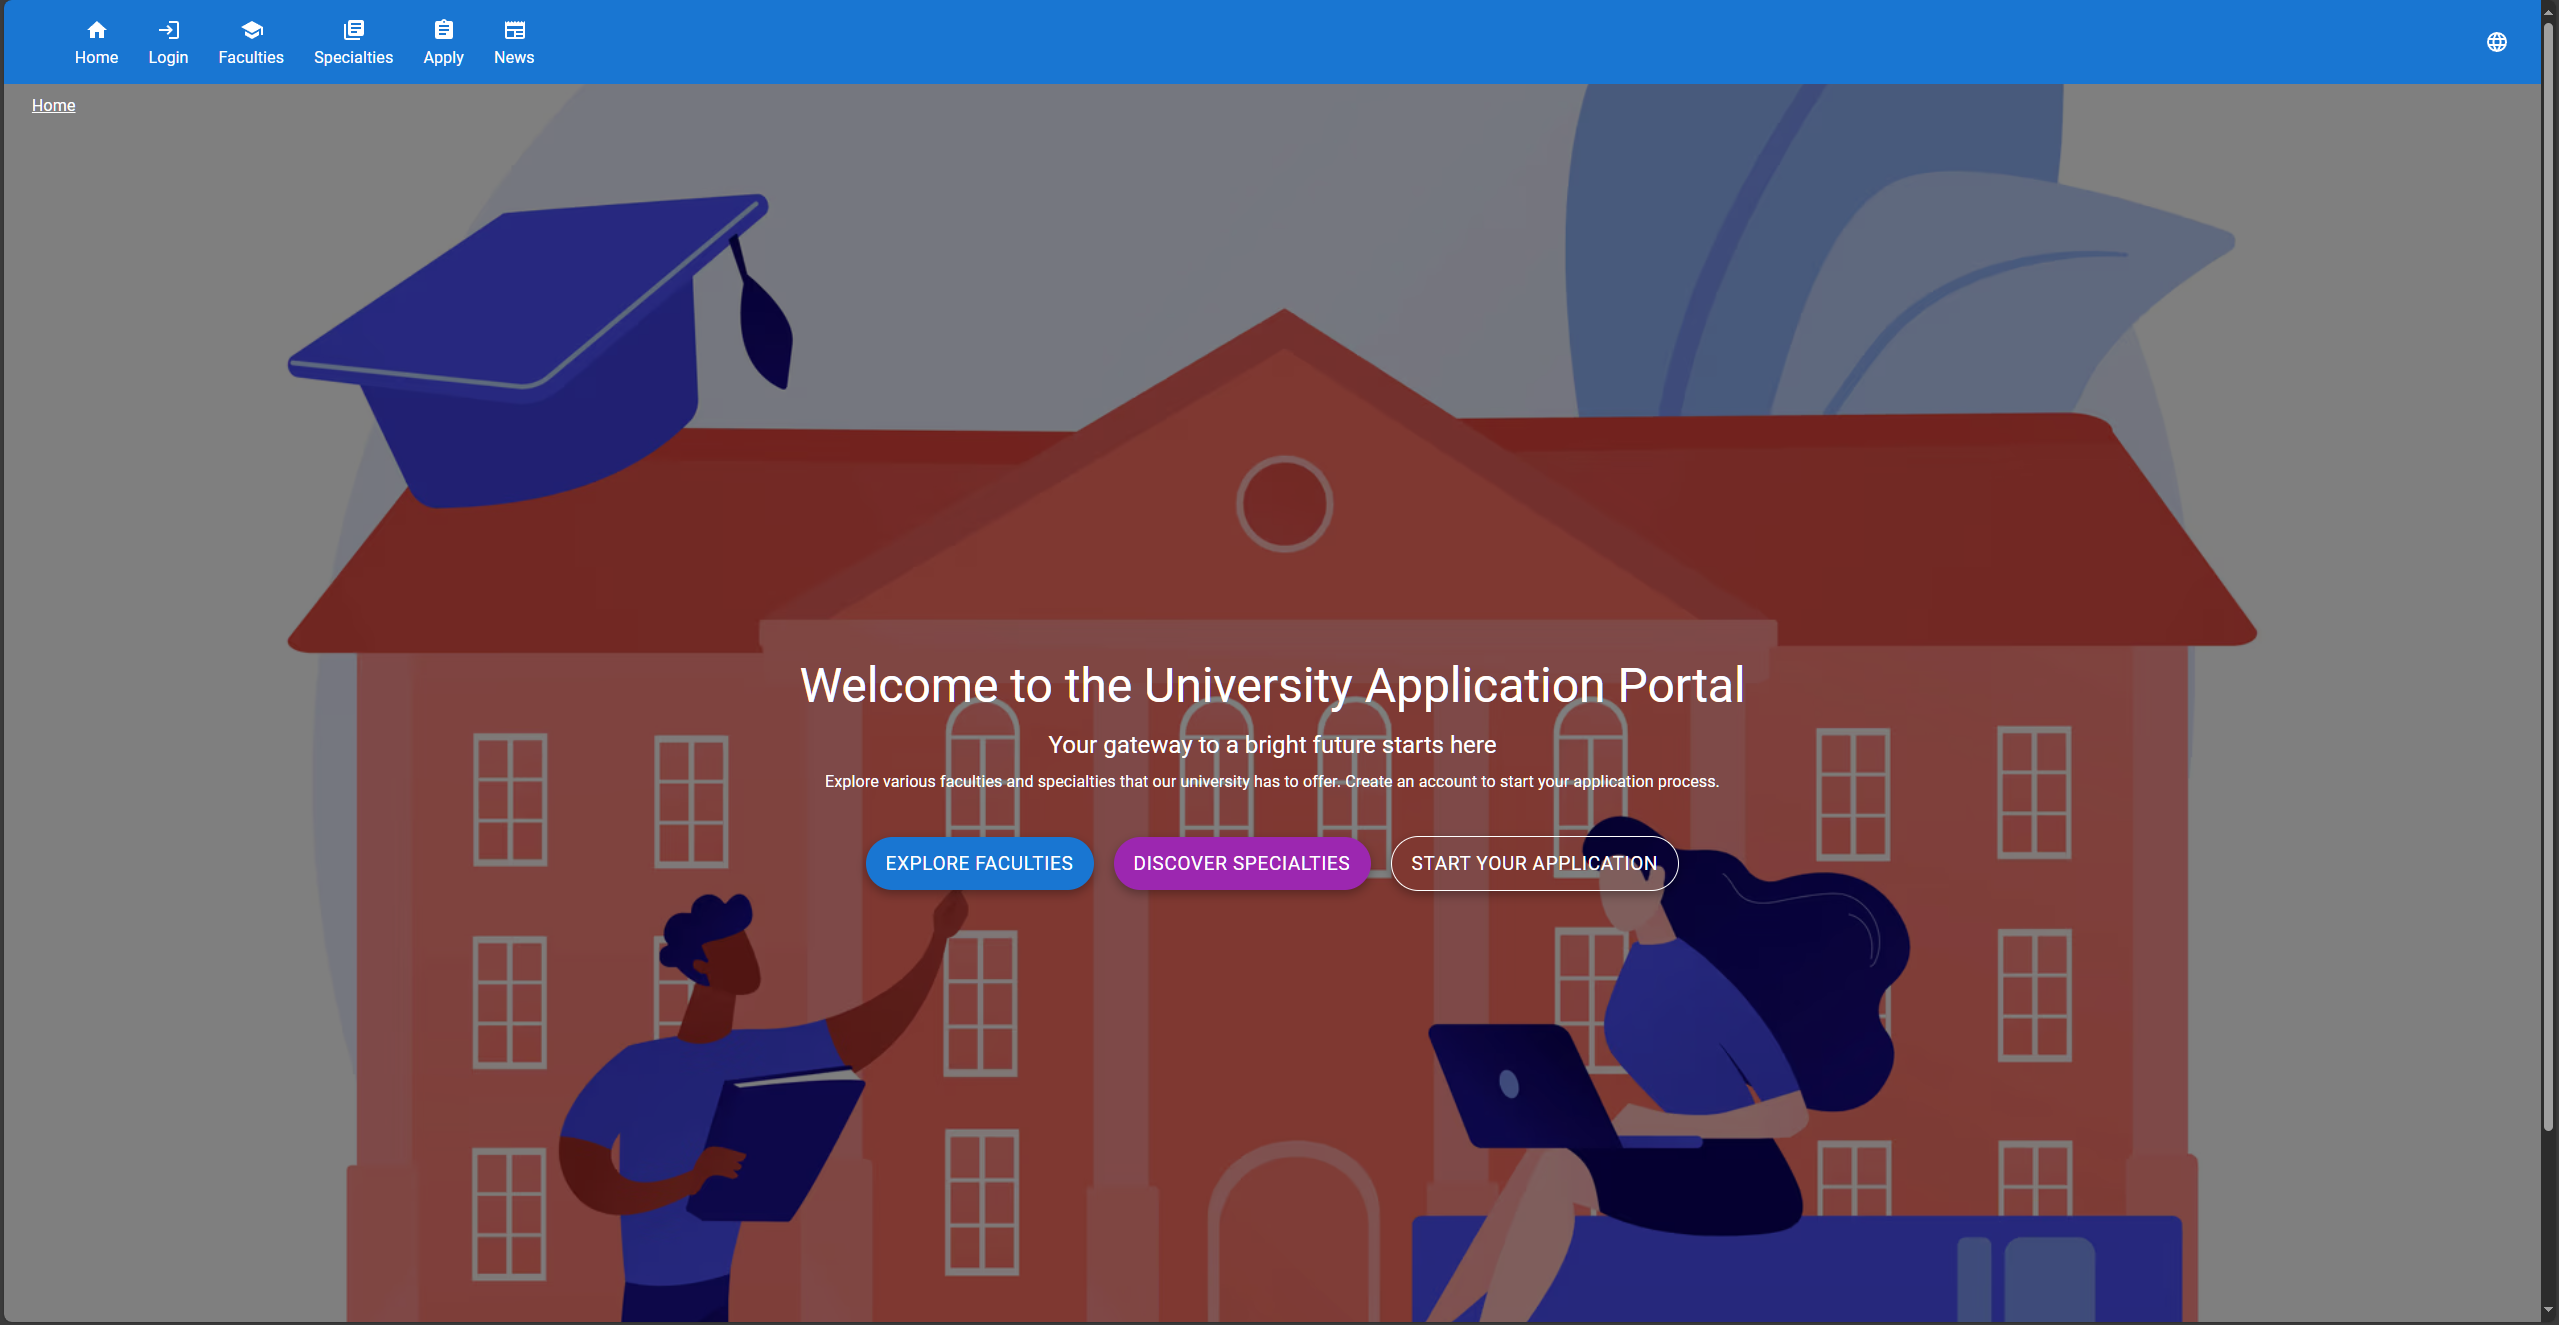 Home Login Faculties Specialties Apply News
Home
Welcome to the University Application Portal
Your gateway to a bright future starts here
Explore various faculties and specialties that our university has to offer. Create an account to start your application process.
EXPLORE FACULTIES DISCOVER SPECIALTIES START YOUR APPLICATION